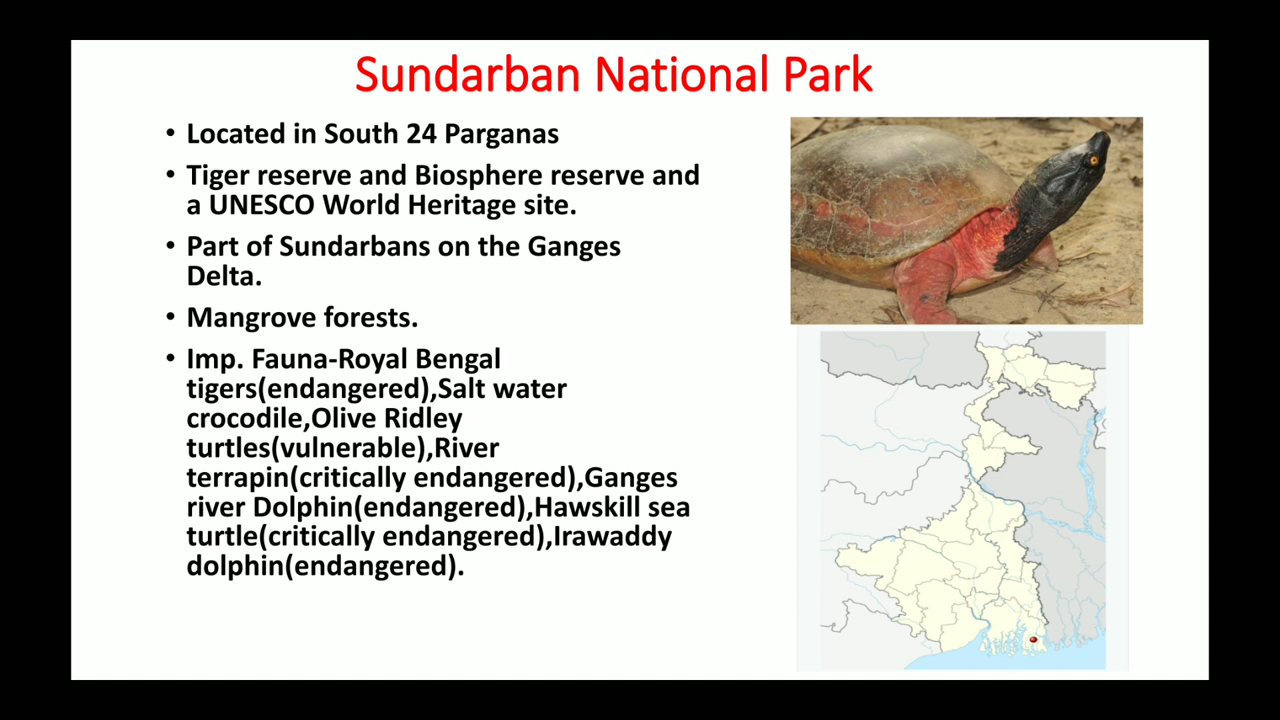 Sundarban National Park
• Located in South 24 Parganas
• Tiger reserve and Biosphere reserve and
a UNESCO World Heritage site.
• Part of Sundarbans on the Ganges
Delta.
• Mangrove forests.
• Imp. Fauna-Royal Bengal
tigers(endangered),Salt water
crocodile,Olive Ridley
turtles(vulnerable),River
terrapin(critically endangered),Ganges
river Dolphin(endangered),Hawskill sea
turtle(critically endangered),Irawaddy
dolphin(endangered).